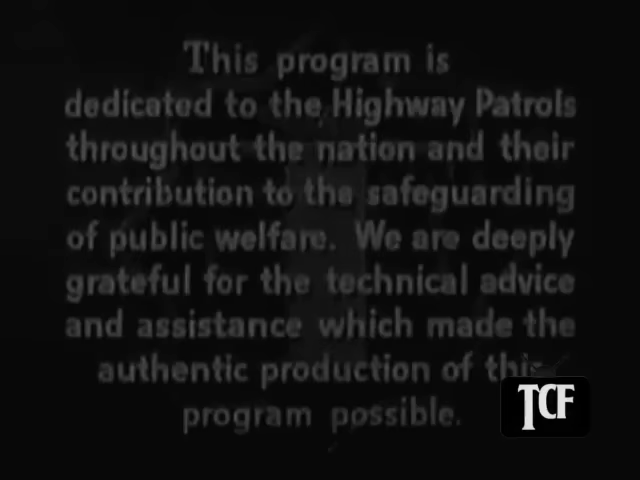 This program is
dedicated to the Highway Patrols
throughout the nation and their
contribution to the safeguarding
of public welfare. We are deeply
grateful for the technical advice
and assistance which made the
authentic production of this
program possible.
TCF